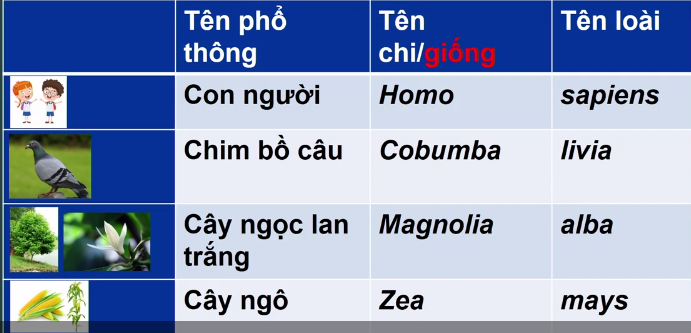 Tên phổ thông
Tên chi/giống
Tên loài
Con người
Homo
sapiens
Chim bồ câu
Cobumba
livia
Cây ngọc lan trắng
Magnolia
alba
Cây ngô
Zea
mays